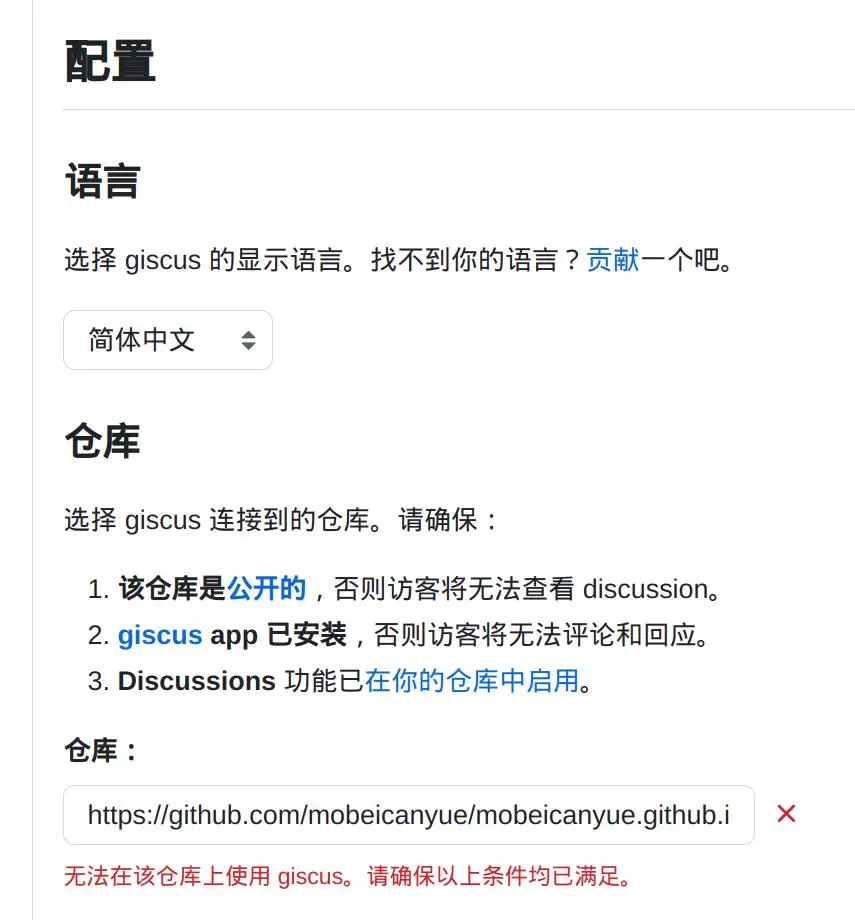 配置
语言
选择 giscus 的显示语言。找不到你的语言？贡献一个吧。
简体中文
仓库
选择 giscus 连接到的仓库。请确保：
1. 该仓库是公开的，否则访客将无法查看 discussion。
2. giscus app 已安装，否则访客将无法评论和回应。
3. Discussions 功能已在你的仓库中启用。
仓库：
https://github.com/mobeicanyue/mobeicanyue.github.i
无法在该仓库上使用 giscus。请确保以上条件均已满足。